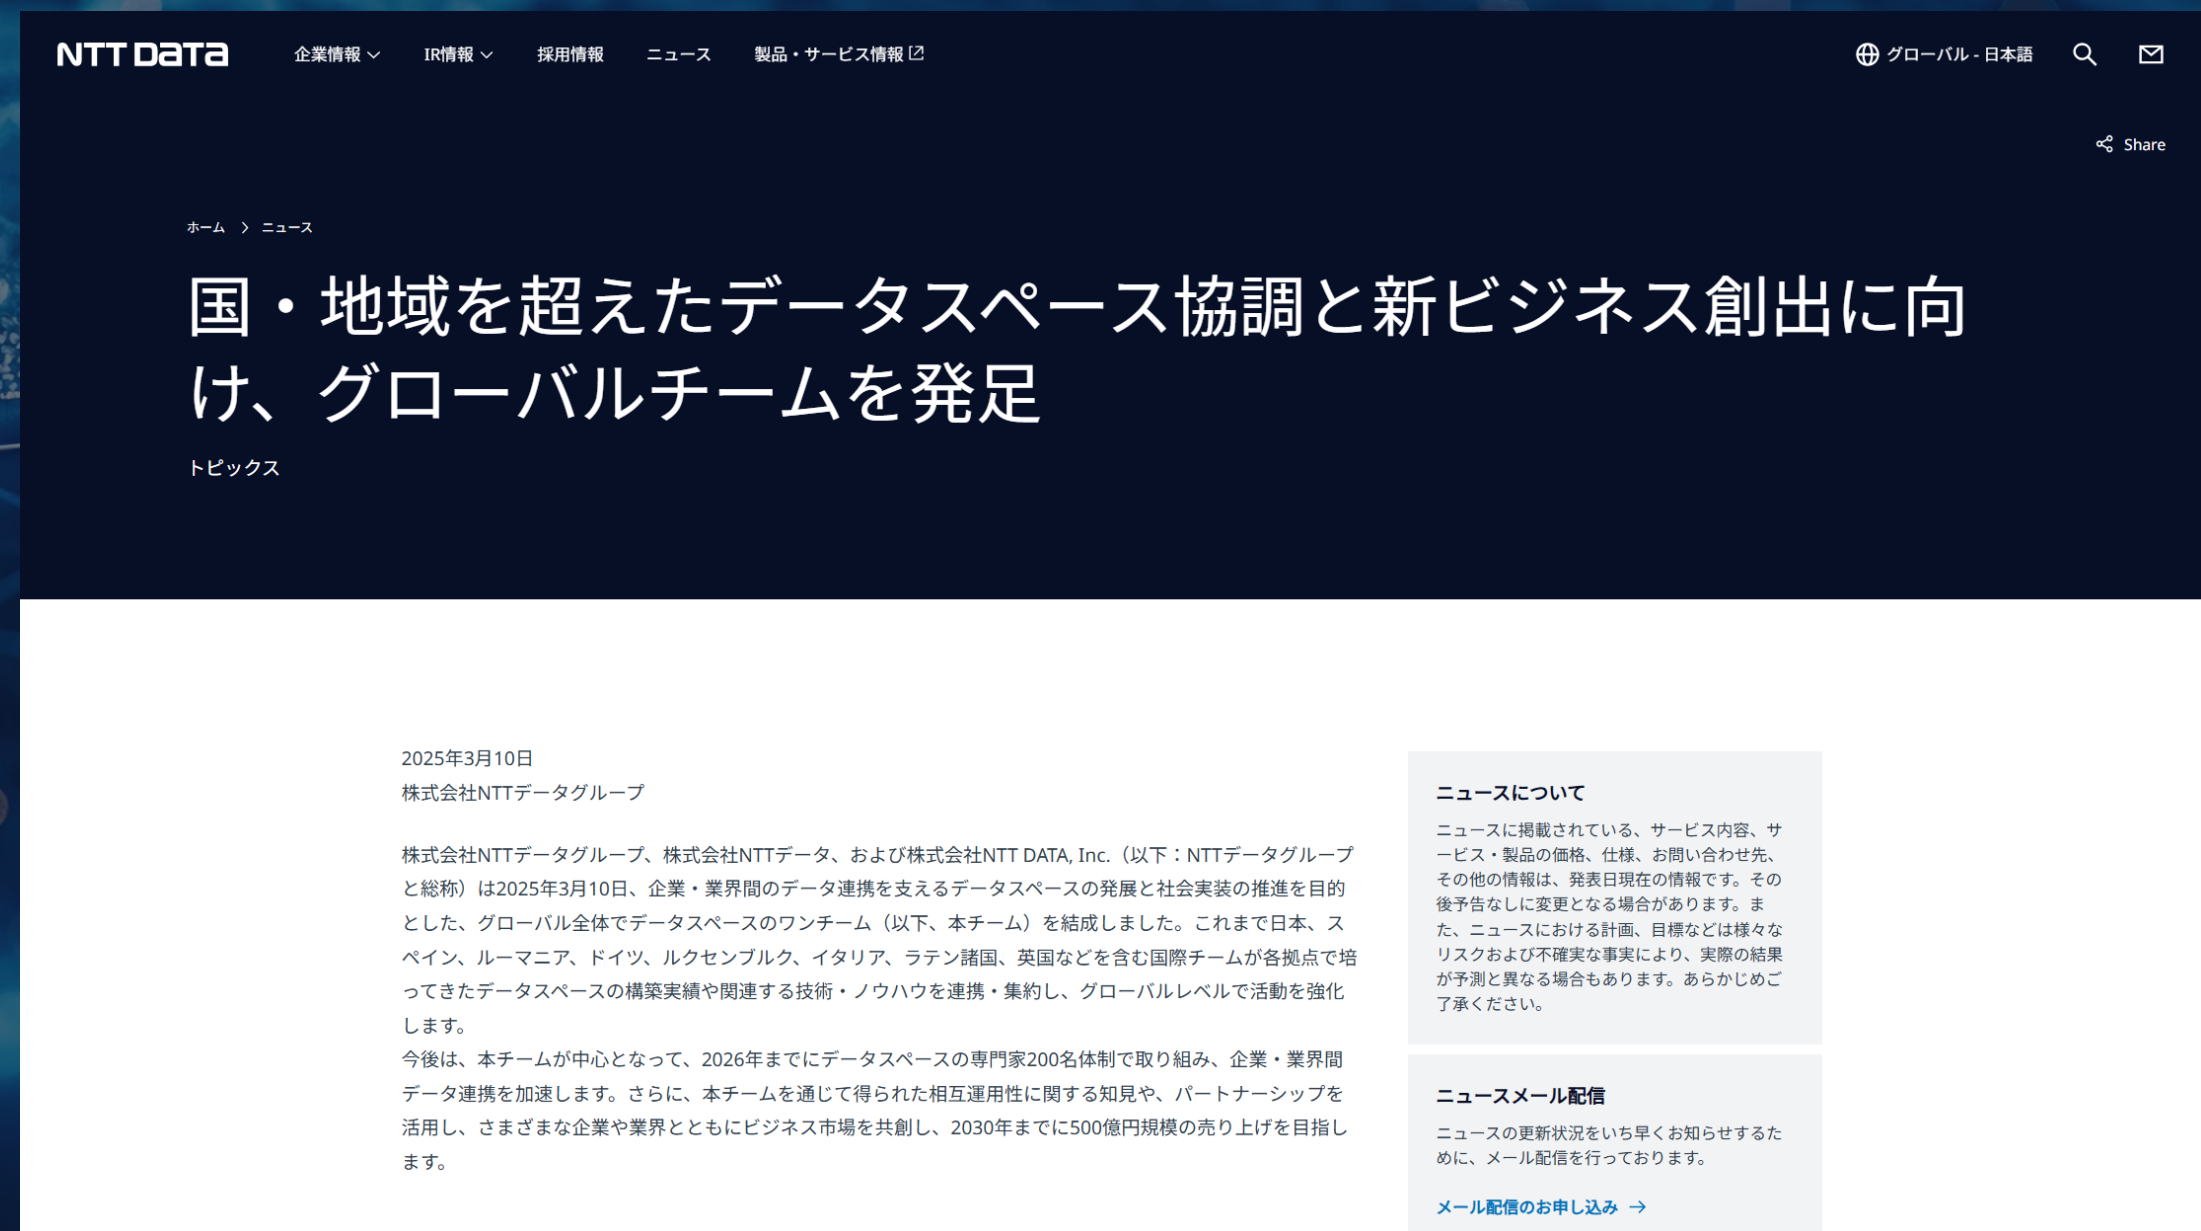 NTT DATA
企業情報
IR情報
採用情報
ニュース
製品・サービス情報
グローバル - 日本語
Share
ホーム
ニュース
国・地域を超えたデータスペース協調と新ビジネス創出に向
け、グローバルチームを発足
トピックス
2025年3月10日
株式会社NTTデータグループ
株式会社NTTデータグループ、株式会社NTTデータ、および株式会社NTT DATA, Inc.（以下：NTTデータグループ
と総称）は2025年3月10日、企業・業界間のデータ連携を支えるデータスペースの発展と社会実装の推進を目的
とした、グローバル全体でデータスペースのワンチーム（以下、本チーム）を結成しました。これまで日本、ス
ペイン、ルーマニア、ドイツ、ルクセンブルク、イタリア、ラテン諸国、英国などを含む国際チームが各拠点で培
ってきたデータスペースの構築実績や関連する技術・ノウハウを連携・集約し、グローバルレベルで活動を強化
します。
今後は、本チームが中心となって、2026年までにデータスペースの専門家200名体制で取り組み、企業・業界間
データ連携を加速します。さらに、本チームを通じて得られた相互運用性に関する知見や、パートナーシップを
活用し、さまざまな企業や業界とともにビジネス市場を共創し、2030年までに500億円規模の売り上げを目指し
ます。
ニュースについて
ニュースに掲載されている、サービス内容、サ
ービス・製品の価格、仕様、お問い合わせ先、
その他の情報は、発表日現在の情報です。その
後予告なしに変更となる場合があります。ま
た、ニュースにおける計画、目標などは様々な
リスクおよび不確実な事実により、実際の結果
が予測と異なる場合もあります。あらかじめご
了承ください。
ニュースメール配信
ニュースの更新状況をいち早くお知らせするた
めに、メール配信を行っております。
メール配信のお申し込み